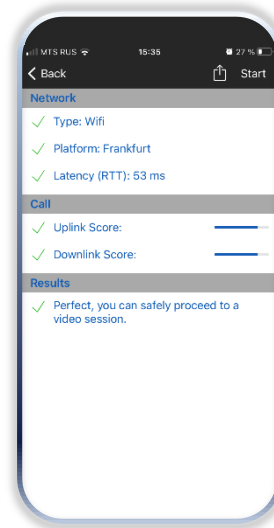 MTS RUS 15:35 27 %
Back Start
Network
Type: Wifi
Platform: Frankfurt
Latency (RTT): 53 ms
Call
Uplink Score:
Downlink Score:
Results
Perfect, you can safely proceed to a
video session.